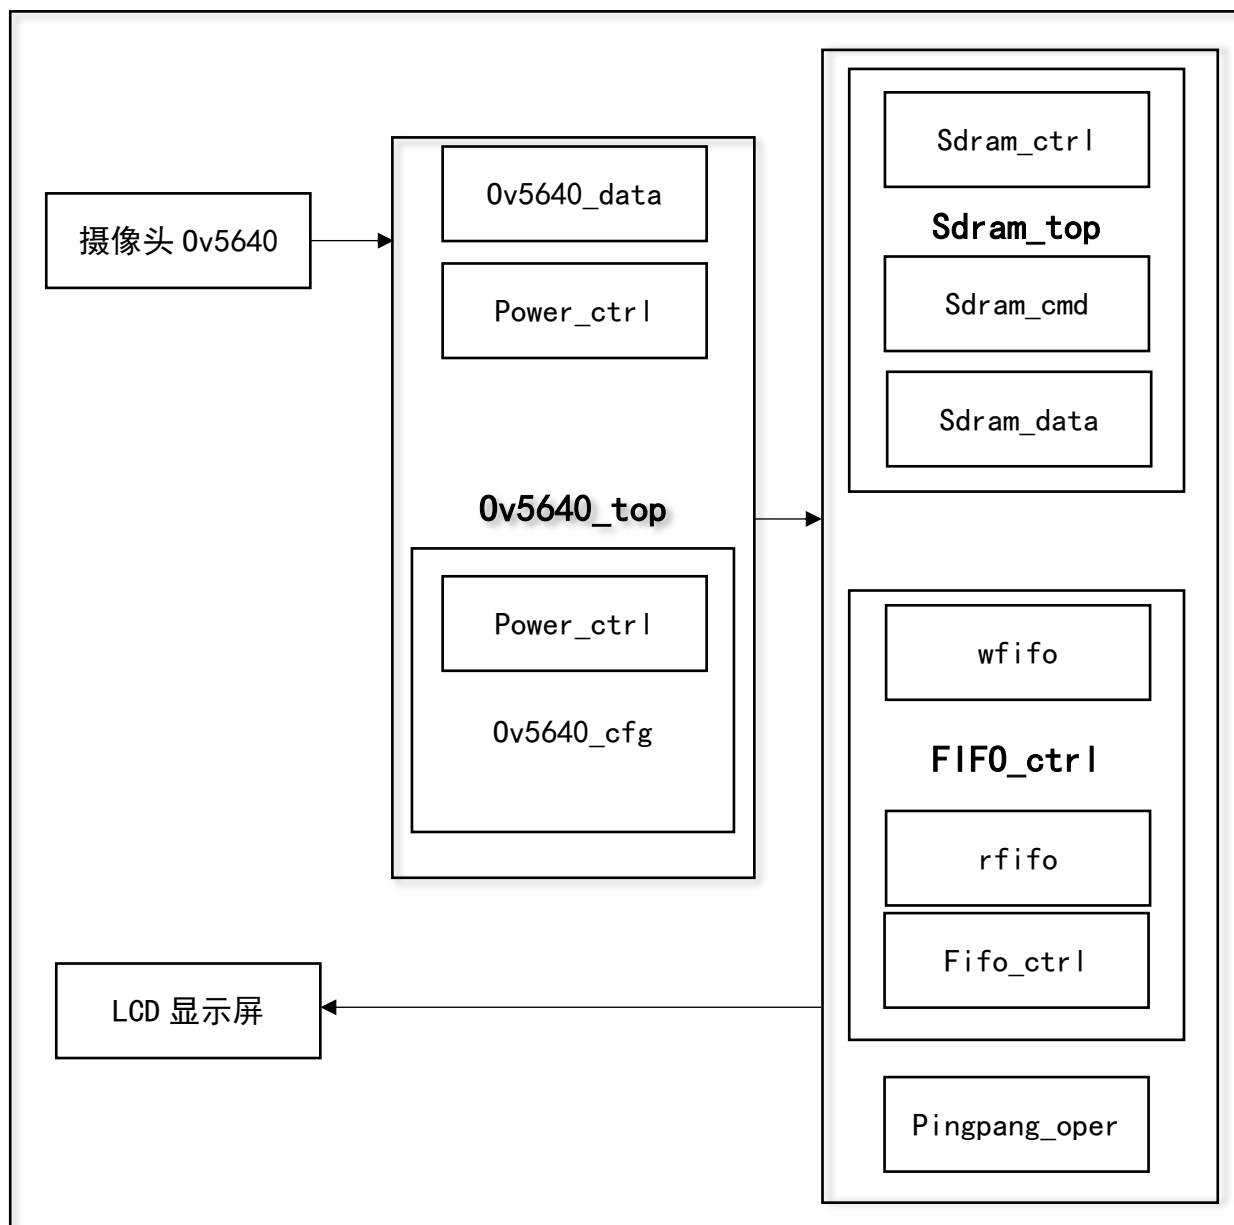 摄像头 Ov5640
Ov5640_data
Power_ctrl
Ov5640_top
Power_ctrl
Ov5640_cfg
Sdram_ctrl
Sdram_top
Sdram_cmd
Sdram_data
wfifo
FIFO_ctrl
rfifo
Fifo_ctrl
Pingpang_oper
LCD 显示屏